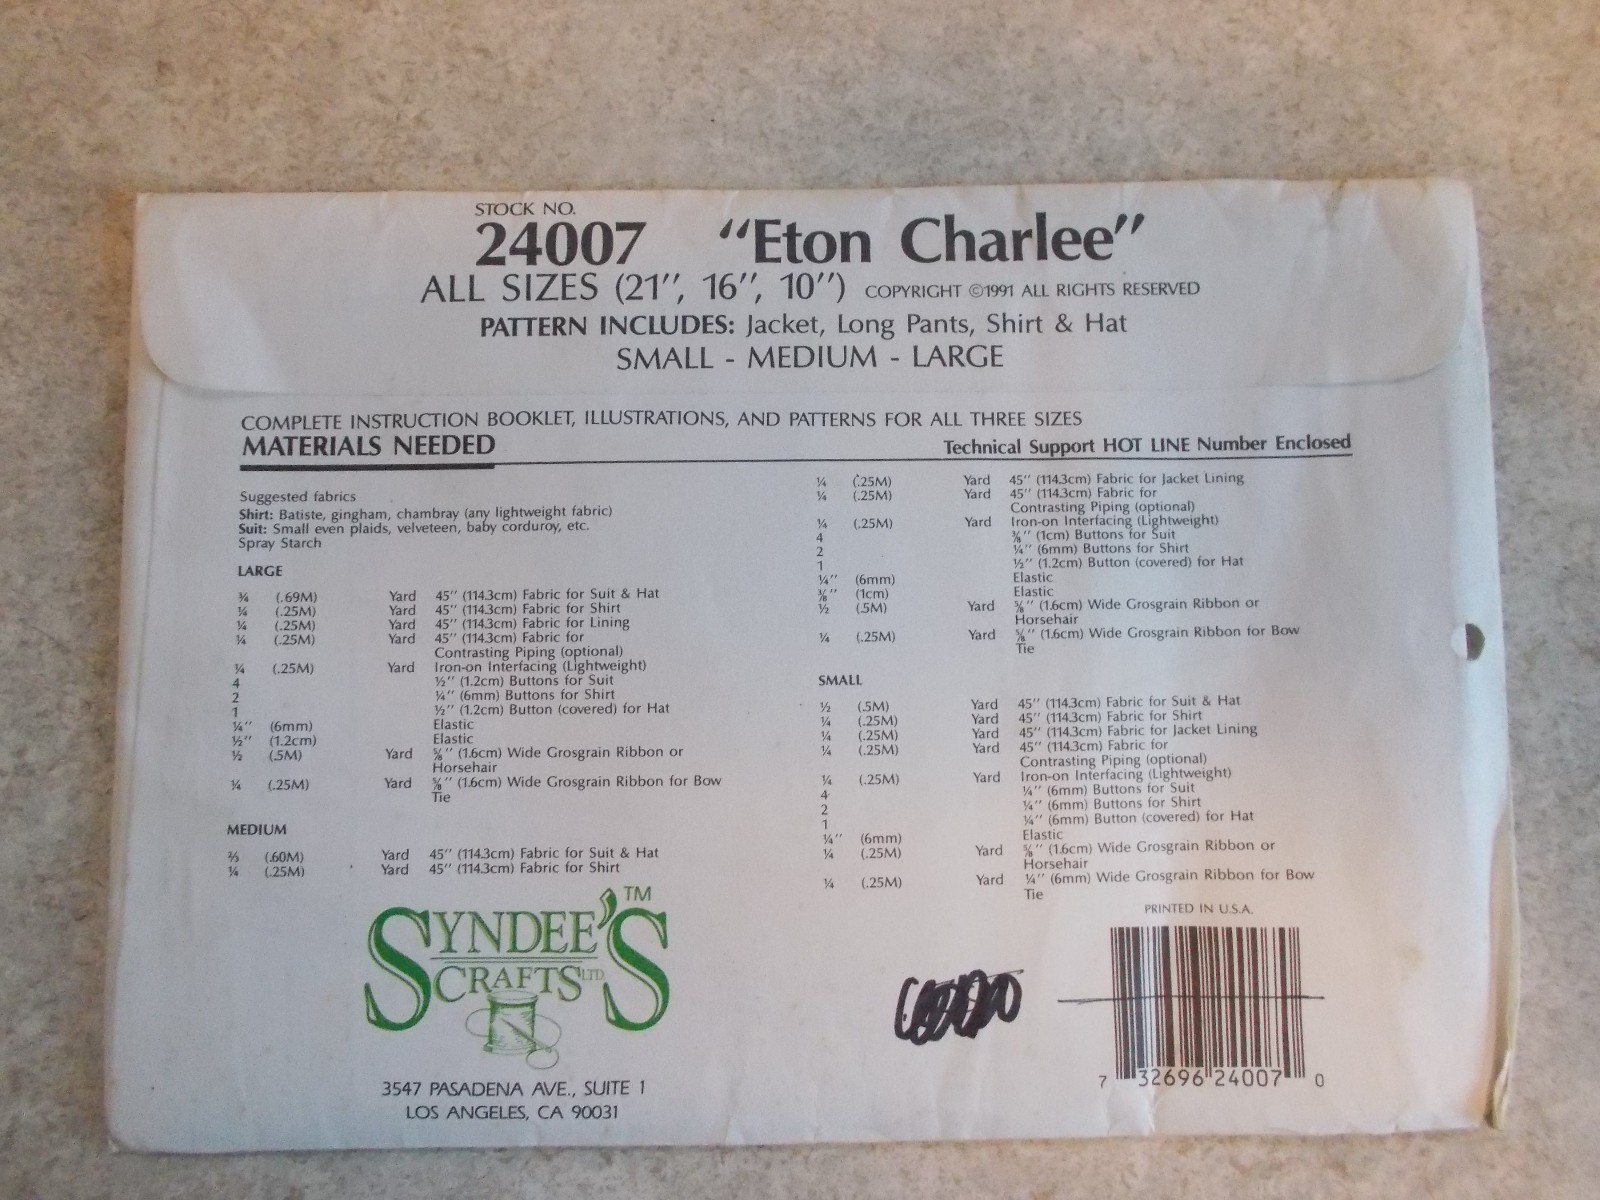 STOCK NO.
24007 “Eton Charlee”
ALL SIZES (21″, 16″, 10″) COPYRIGHT ©1991 ALL RIGHTS RESERVED
PATTERN INCLUDES: Jacket, Long Pants, Shirt & Hat
SMALL - MEDIUM - LARGE
COMPLETE INSTRUCTION BOOKLET, ILLUSTRATIONS, AND PATTERNS FOR ALL THREE SIZES
MATERIALS NEEDED
Technical Support HOT LINE Number Enclosed
Suggested fabrics
Shirt: Batiste, gingham, chambray (any lightweight fabric)
Suit: Small even plaids, velveteen, baby corduroy, etc.
Spray Starch
LARGE
¾ (.69M) Yard 45″ (114.3cm) Fabric for Suit & Hat
¼ (.25M) Yard 45″ (114.3cm) Fabric for Shirt
¼ (.25M) Yard 45″ (114.3cm) Fabric for Lining
¼ (.25M) Yard 45″ (114.3cm) Fabric for
Contrasting Piping (optional)
¼ (.25M) Yard Iron-on Interfacing (Lightweight)
4 ½″ (1.2cm) Buttons for Suit
2 ¼″ (6mm) Buttons for Shirt
1 ½″ (1.2cm) Button (covered) for Hat
¼″ (6mm) Elastic
½″ (1.2cm) Elastic
½ (.5M) Yard ⅝″ (1.6cm) Wide Grosgrain Ribbon or
Horsehair
¼ (.25M) Yard ⅝″ (1.6cm) Wide Grosgrain Ribbon for Bow
Tie
MEDIUM
⅔ (.60M) Yard 45″ (114.3cm) Fabric for Suit & Hat
¼ (.25M) Yard 45″ (114.3cm) Fabric for Shirt
¼ (.25M) Yard 45″ (114.3cm) Fabric for Jacket Lining
¼ (.25M) Yard 45″ (114.3cm) Fabric for
Contrasting Piping (optional)
¼ (.25M) Yard Iron-on Interfacing (Lightweight)
4 ⅜″ (1cm) Buttons for Suit
2 ¼″ (6mm) Buttons for Shirt
1 ½″ (1.2cm) Button (covered) for Hat
¼″ (6mm) Elastic
⅜″ (1cm) Elastic
½ (.5M) Yard ⅝″ (1.6cm) Wide Grosgrain Ribbon or
Horsehair
¼ (.25M) Yard ⅝″ (1.6cm) Wide Grosgrain Ribbon for Bow
Tie
SMALL
½ (.5M) Yard 45″ (114.3cm) Fabric for Suit & Hat
¼ (.25M) Yard 45″ (114.3cm) Fabric for Shirt
¼ (.25M) Yard 45″ (114.3cm) Fabric for Jacket Lining
¼ (.25M) Yard 45″ (114.3cm) Fabric for
Contrasting Piping (optional)
¼ (.25M) Yard Iron-on Interfacing (Lightweight)
4 ¼″ (6mm) Buttons for Suit
2 ¼″ (6mm) Buttons for Shirt
1 ¼″ (6mm) Button (covered) for Hat
¼″ (6mm) Elastic
¼ (.25M) Yard ⅝″ (1.6cm) Wide Grosgrain Ribbon or
Horsehair
¼ (.25M) Yard ¼″ (6mm) Wide Grosgrain Ribbon for Bow
Tie
SYNDEE'S ™
CRAFTS LTD.
3547 PASADENA AVE., SUITE 1
LOS ANGELES, CA 90031
PRINTED IN U.S.A.
7 32696 24007 0